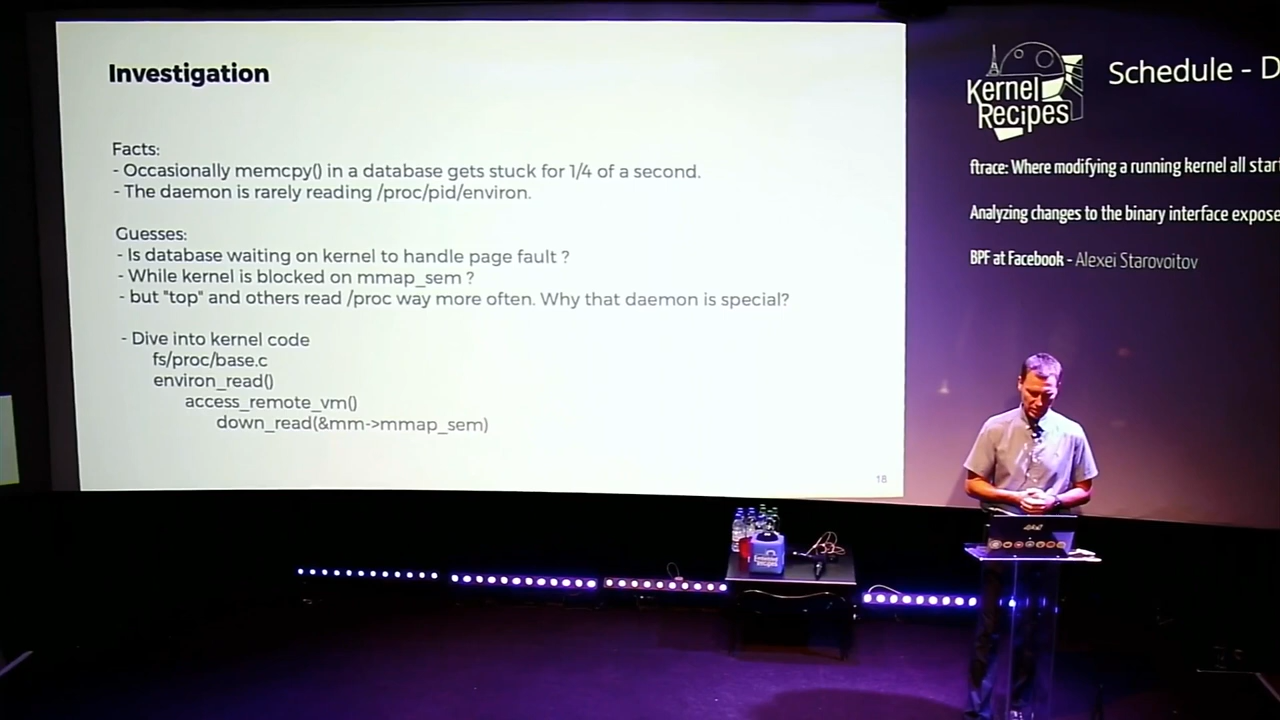 Investigation
Facts:
- Occasionally memcpy() in a database gets stuck for 1/4 of a second.
- The daemon is rarely reading /proc/pid/environ.
Guesses:
- Is database waiting on kernel to handle page fault ?
- While kernel is blocked on mmap_sem ?
- but "top" and others read /proc way more often. Why that daemon is special?
- Dive into kernel code
fs/proc/base.c
environ_read()
access_remote_vm()
down_read(&mm->mmap_sem)
18
Kernel
Recipes
Schedule - D
ftrace: Where modifying a running kernel all star
Analyzing changes to the binary interface expose
BPF at Facebook - Alexei Starovoitov